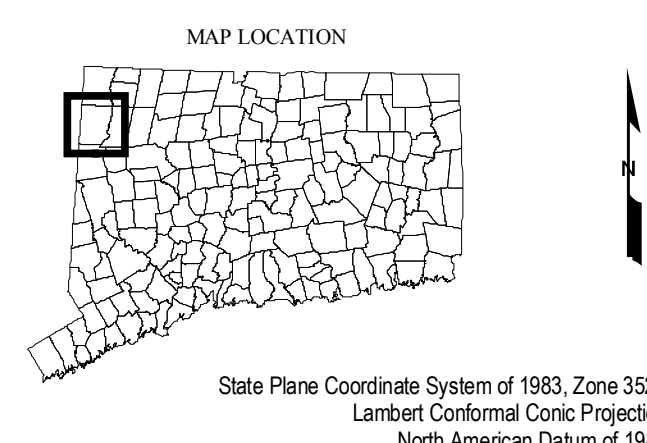 MAP LOCATION
N
State Plane Coordinate System of 1983, Zone
Lambert Conformal Conic
North American Datum of